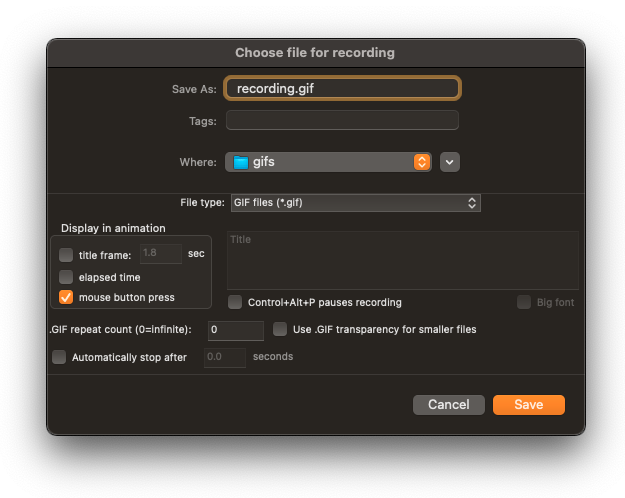 Choose file for recording
Save As: recording.gif
Tags:
Where: gifs
File type: GIF files (*.gif)
Display in animation
title frame: 1.8 sec
elapsed time
mouse button press
Title
Control+Alt+P pauses recording Big font
.GIF repeat count (0=infinite): 0 Use .GIF transparency for smaller files
Automatically stop after 0.0 seconds
Cancel Save